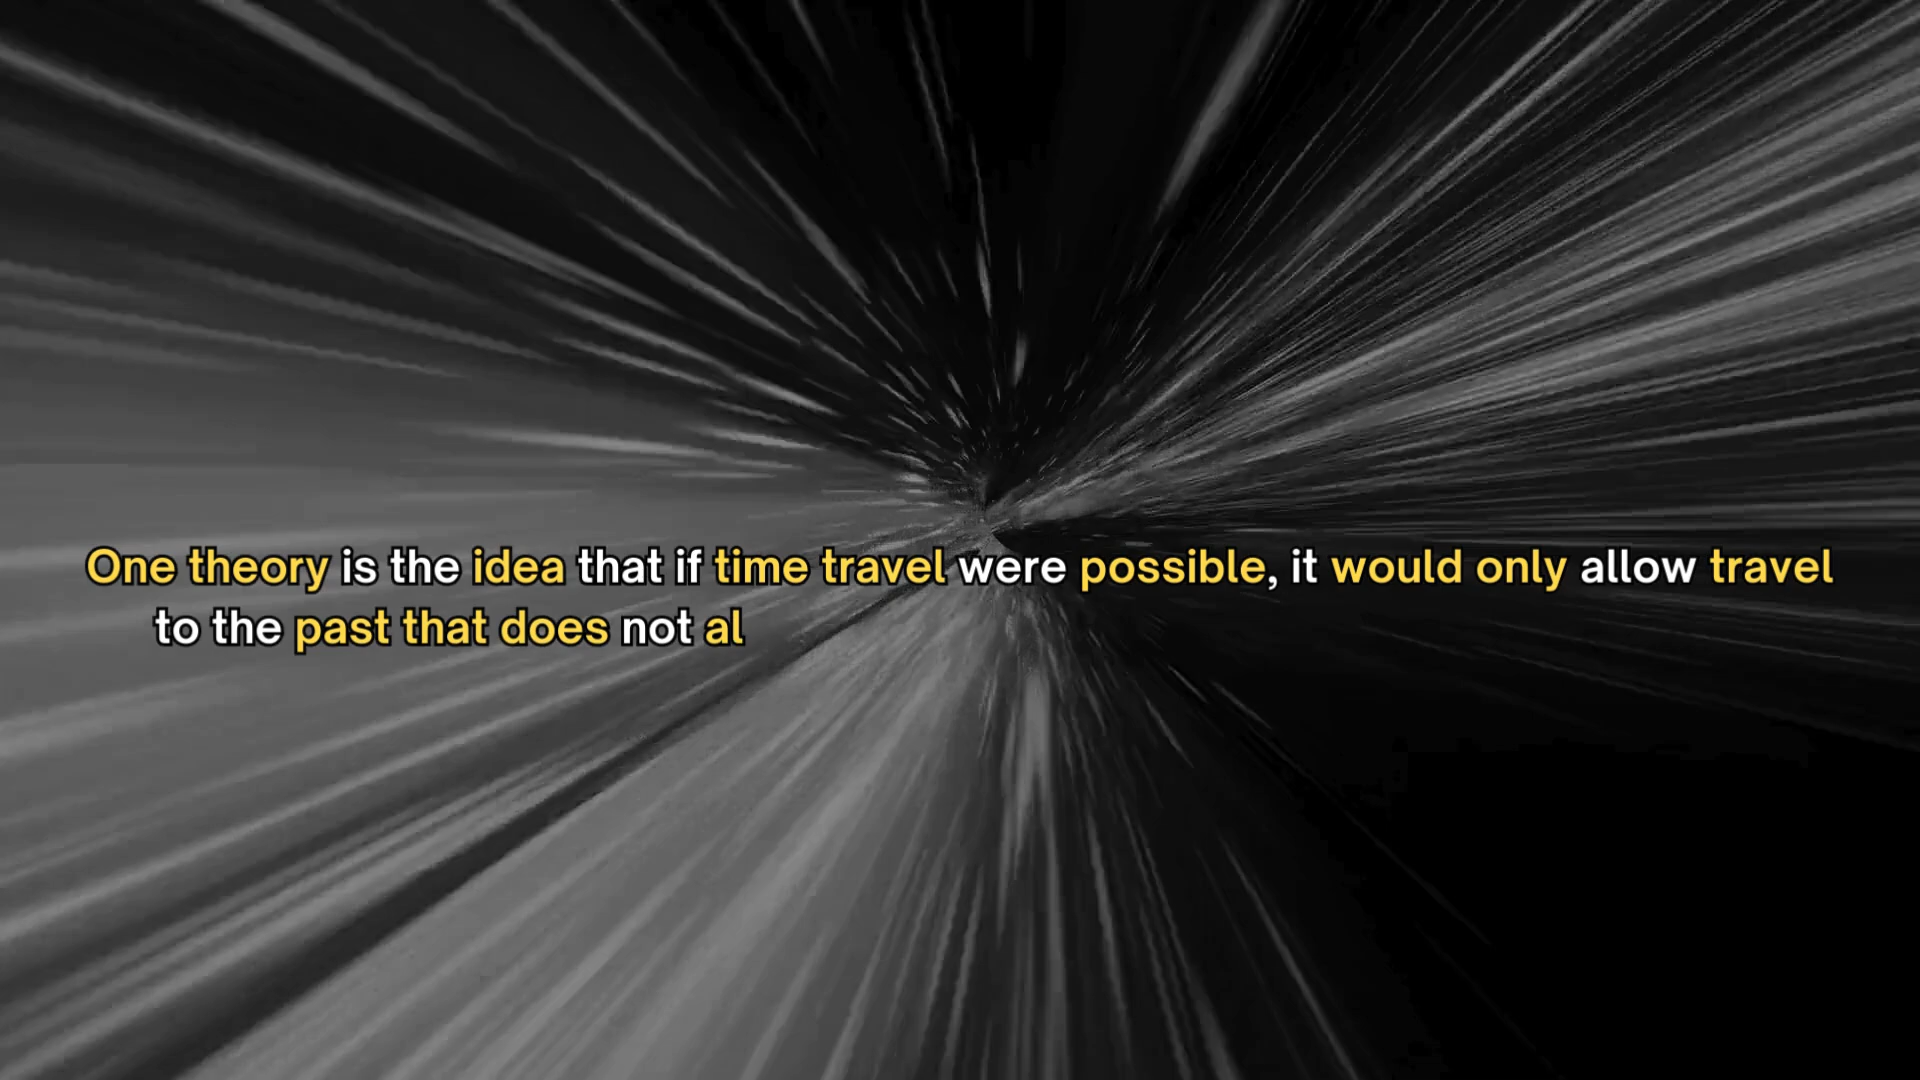 One theory is the idea that if time travel were possible, it would only allow travel
to the past that does not al